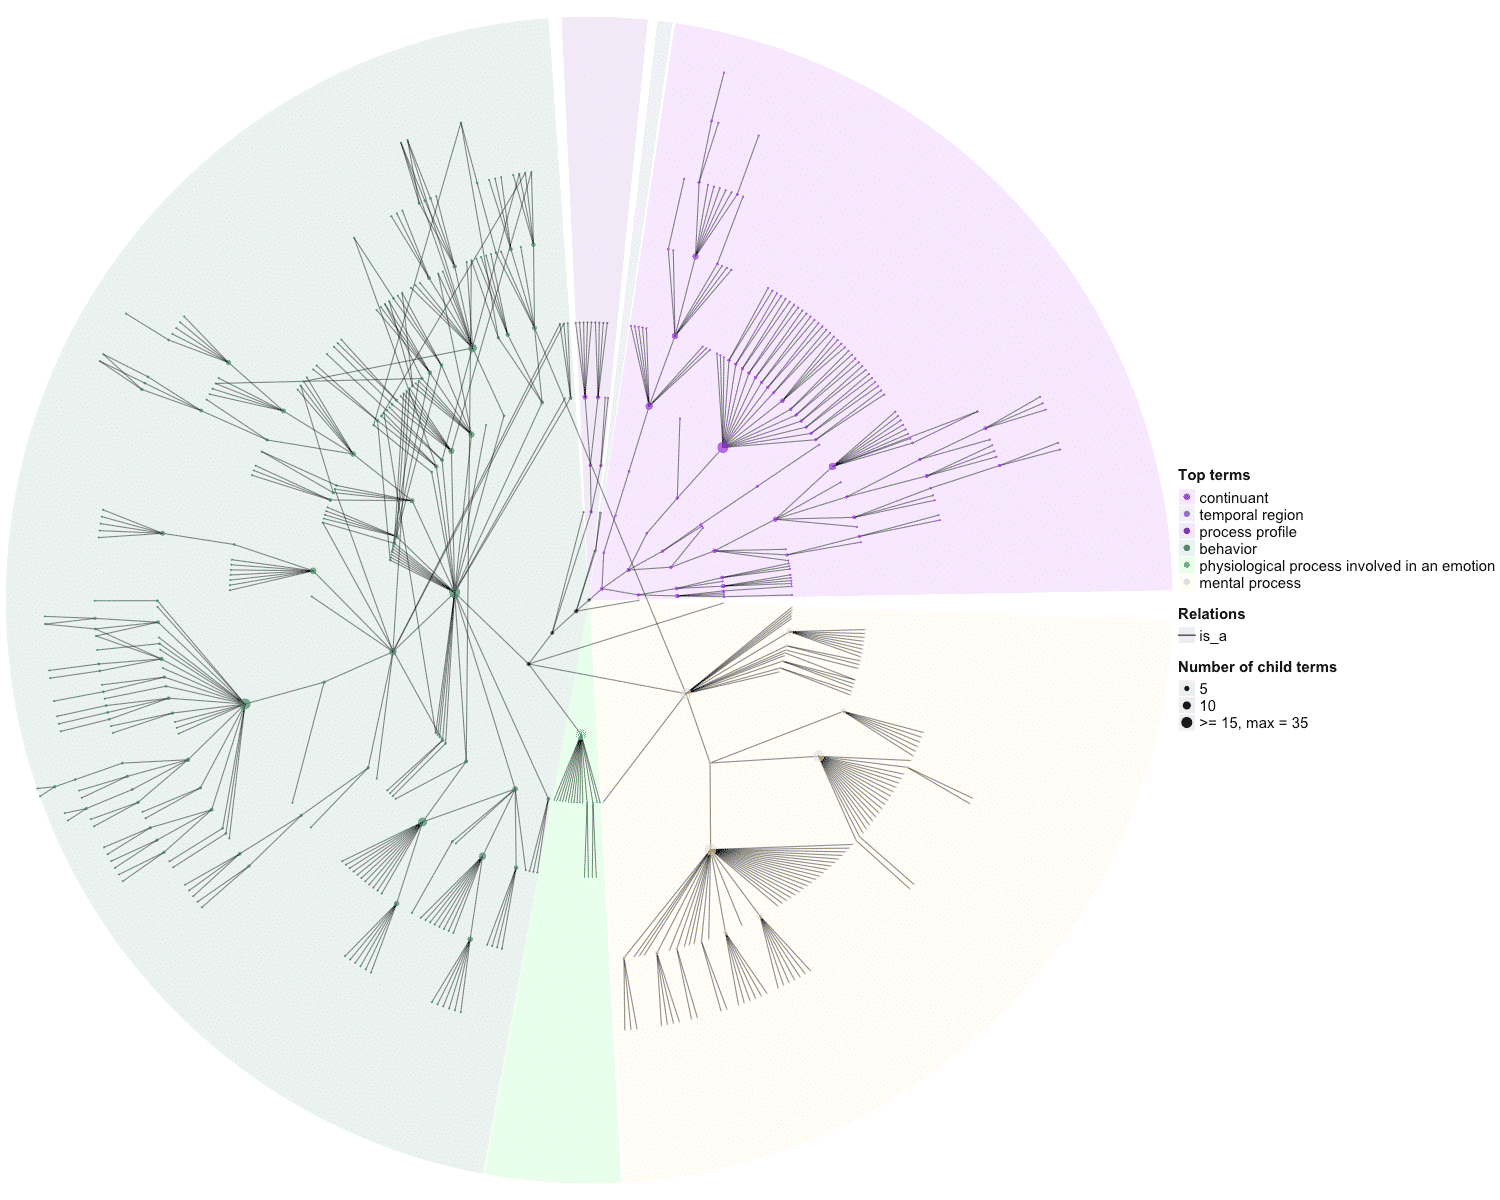 Top terms
continuant
temporal region
process profile
behavior
physiological process involved in an emotion
mental process
Relations
is_a
Number of child terms
5
10
>= 15, max = 35